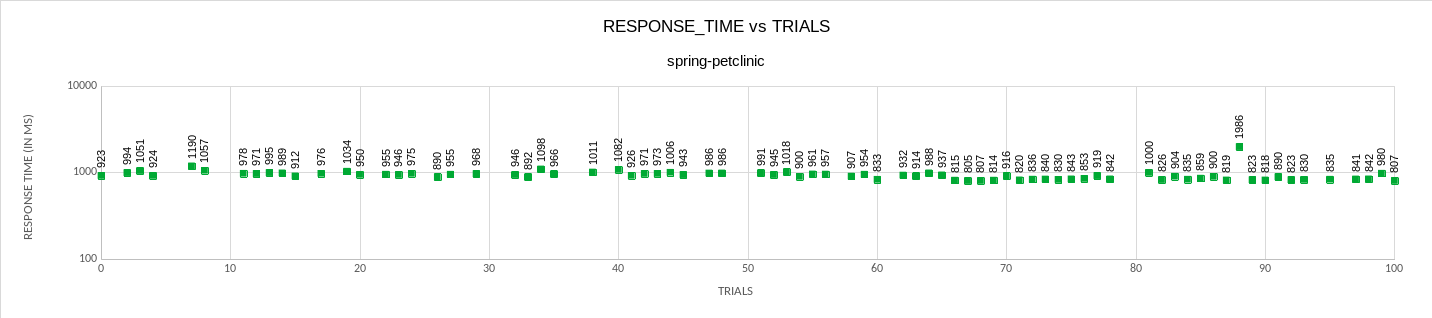 RESPONSE_TIME vs TRIALS
spring-petclinic
RESPONSE TIME (IN MS)
10000
1000
100
923 994 1051 924 1190 1057 978 971 995 989 912 976 1034 950 955 946 975 890 955 968 946 892 1098 966 1011 1082 926 971 973 1006 943 986 986 991 945 1018 900 961 957 907 954 833 932 914 988 937 815 805 807 814 916 820 836 840 830 843 853 919 842 1000 826 904 835 859 900 819 1986 823 818 890 823 830 835 841 842 980 807
0 10 20 30 40 50 60 70 80 90 100
TRIALS